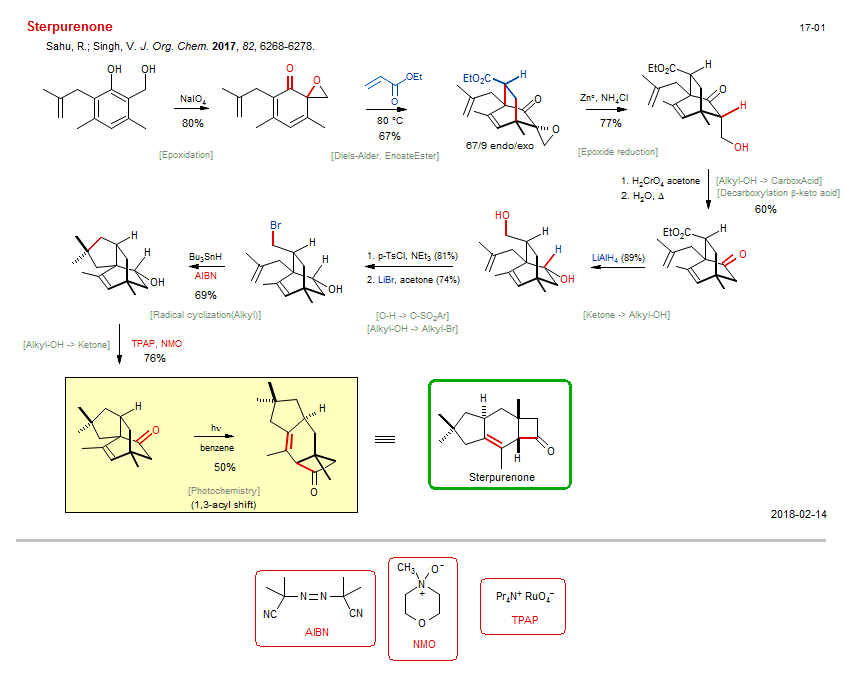 Sterpurenone
17-01
Sahu, R.; Singh, V. J. Org. Chem. 2017, 82, 6268-6278.
OH
OH
NaIO4
80%
[Epoxidation]
O
O
OEt
O
80 °C
67%
[Diels-Alder, EnoateEster]
EtO2C
H
O
O
67/9 endo/exo
Zn°, NH4Cl
77%
[Epoxide reduction]
EtO2C
H
O
H
OH
1. H2CrO4 acetone
2. H2O, Δ
[Alkyl-OH -> CarboxAcid]
[Decarboxylation β-keto acid]
60%
EtO2C
H
O
LiAlH4 (89%)
[Ketone -> Alkyl-OH]
HO
H
H
OH
1. p-TsCl, NEt3 (81%)
2. LiBr, acetone (74%)
[O-H -> O-SO2Ar]
[Alkyl-OH -> Alkyl-Br]
Br
H
H
OH
Bu3SnH
AIBN
69%
[Radical cyclization(Alkyl)]
H
H
OH
[Alkyl-OH -> Ketone]
TPAP, NMO
76%
H
O
hν
benzene
50%
[Photochemistry]
(1,3-acyl shift)
H
O
H
H
O
Sterpurenone
2018-02-14
NC
N=N
CN
AIBN
CH3
O-
N
+
O
NMO
Pr4N+ RuO4-
TPAP